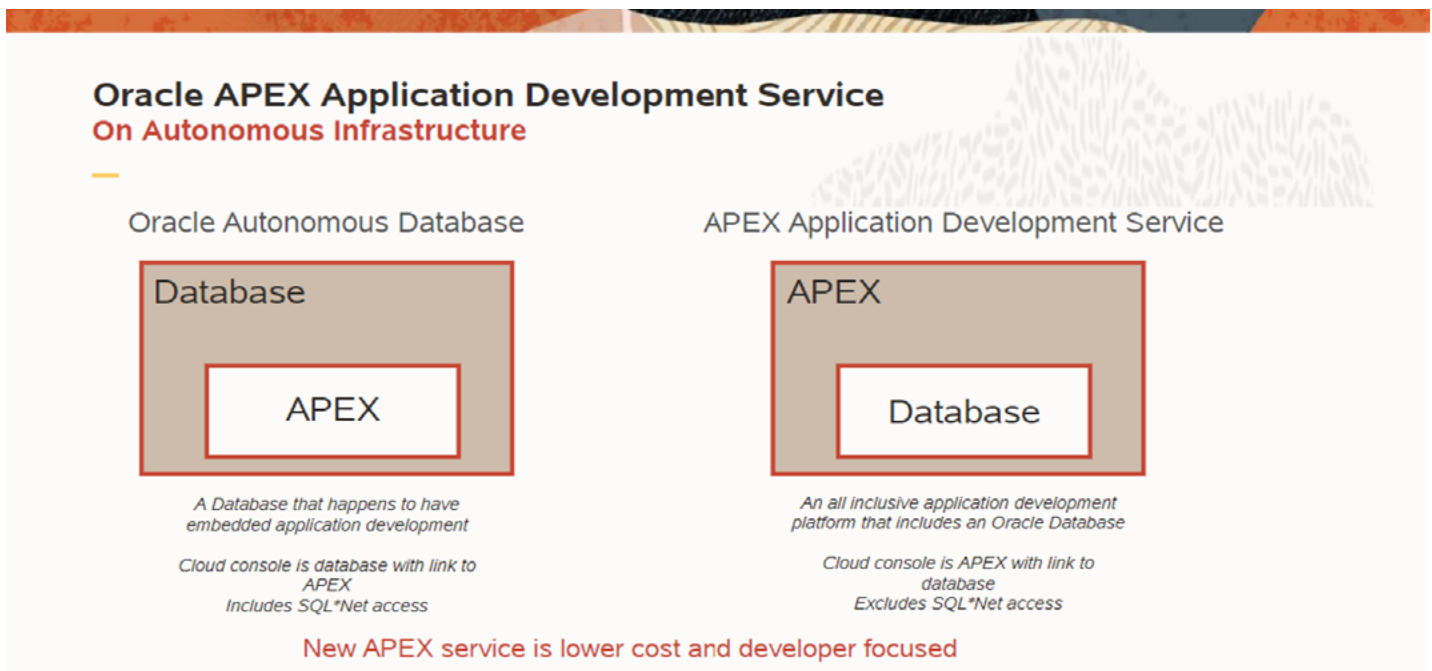 Oracle APEX Application Development Service
On Autonomous Infrastructure
Oracle Autonomous Database
Database
APEX
A Database that happens to have
embedded application development
Cloud console is database with link to
APEX
Includes SQL*Net access
APEX Application Development Service
APEX
Database
An all inclusive application development
platform that includes an Oracle Database
Cloud console is APEX with link to
database
Excludes SQL*Net access
New APEX service is lower cost and developer focused